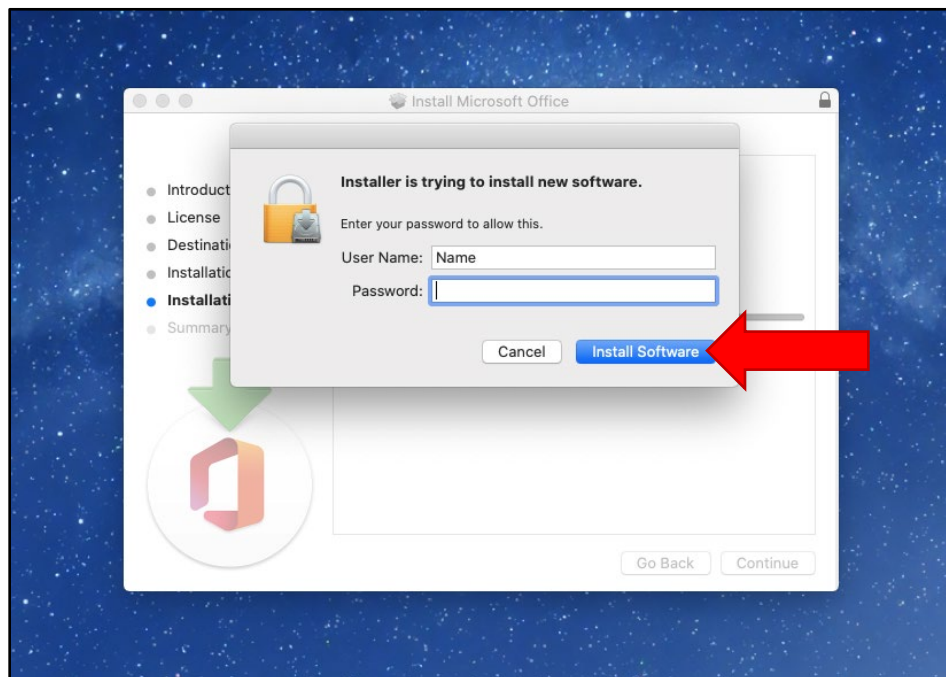 Install Microsoft Office
Installer is trying to install new software.
Enter your password to allow this.
User Name: Name
Password:
Cancel Install Software
Introduct
License
Destinati
Installatio
Installati
Summary
Go Back Continue